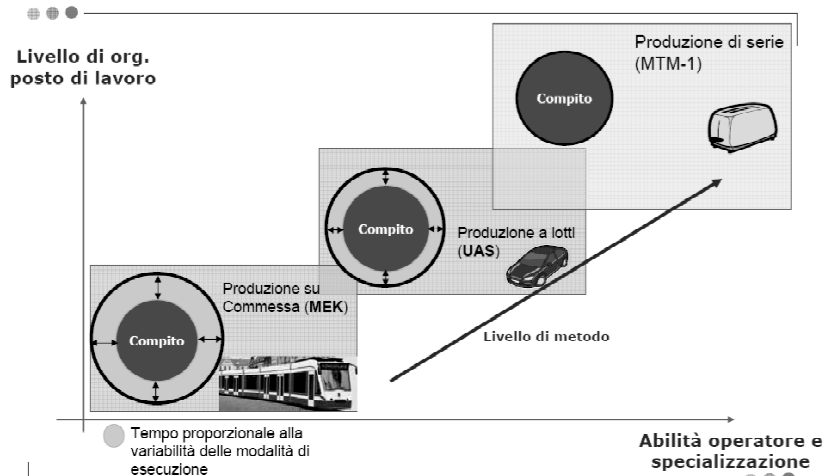 Livello di org.
posto di lavoro
Produzione di serie
(MTM-1)
Compito
Compito
Produzione a lotti
(UAS)
Produzione su
Commessa (MEK)
Compito
Livello di metodo
Tempo proporzionale alla
variabilità delle modalità di
esecuzione
Abilità operatore e
specializzazione